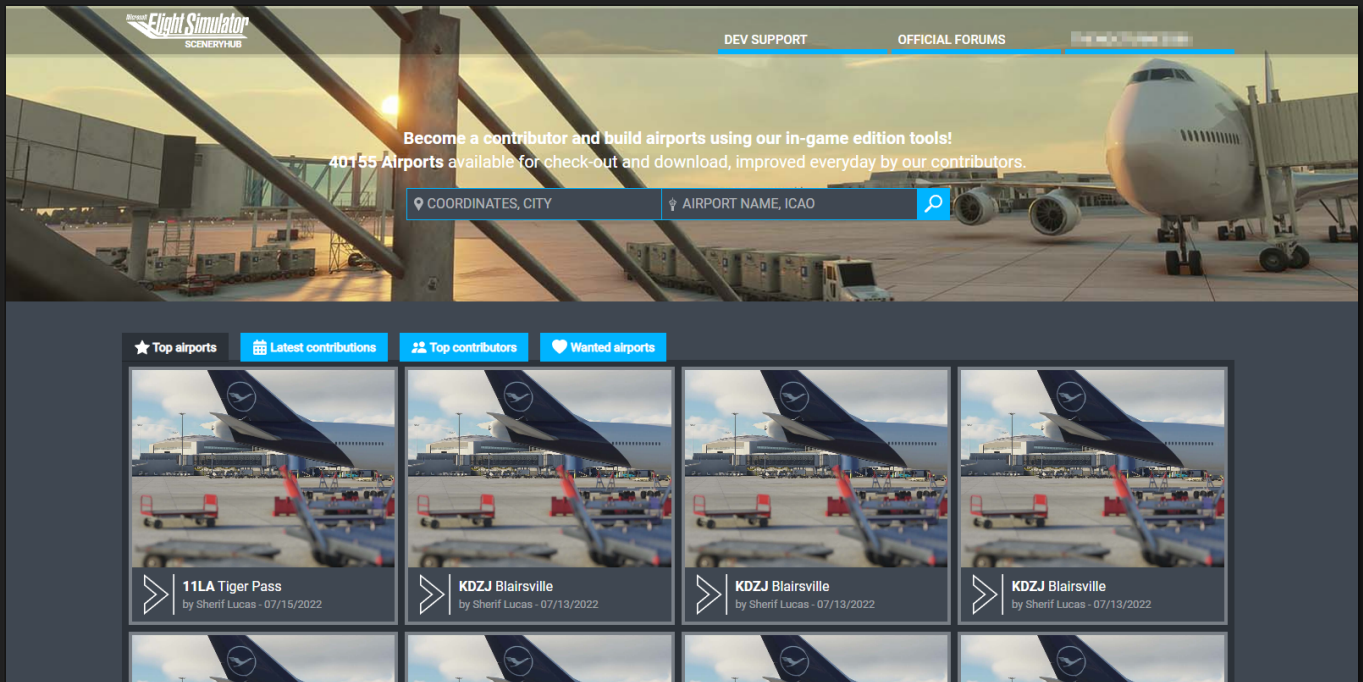 Microsoft
Flight Simulator
SCENERYHUB
DEV SUPPORT
OFFICIAL FORUMS
Become a contributor and build airports using our in-game edition tools!
40155 Airports available for check-out and download, improved everyday by our contributors.
COORDINATES, CITY
AIRPORT NAME, ICAO
Top airports
Latest contributions
Top contributors
Wanted airports
11LA Tiger Pass
by Sherif Lucas - 07/15/2022
KDZJ Blairsville
by Sherif Lucas - 07/13/2022
KDZJ Blairsville
by Sherif Lucas - 07/13/2022
KDZJ Blairsville
by Sherif Lucas - 07/13/2022